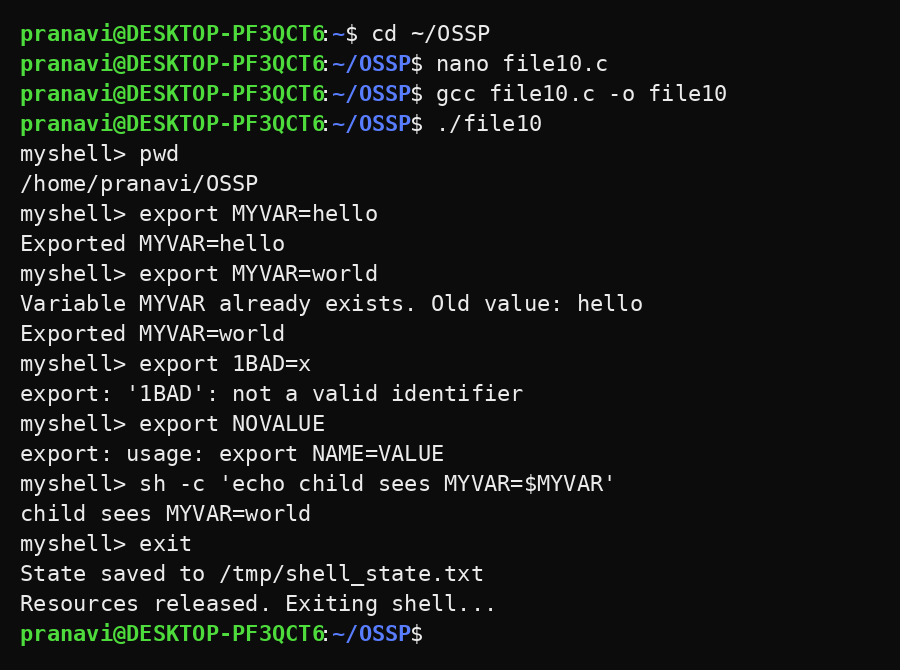 pranavi@DESKTOP-PF3QCT6:~$ cd ~/OSSP
pranavi@DESKTOP-PF3QCT6:~/OSSP$ nano file10.c
pranavi@DESKTOP-PF3QCT6:~/OSSP$ gcc file10.c -o file10
pranavi@DESKTOP-PF3QCT6:~/OSSP$ ./file10
myshell> pwd
/home/pranavi/OSSP
myshell> export MYVAR=hello
Exported MYVAR=hello
myshell> export MYVAR=world
Variable MYVAR already exists. Old value: hello
Exported MYVAR=world
myshell> export 1BAD=x
export: '1BAD': not a valid identifier
myshell> export NOVALUE
export: usage: export NAME=VALUE
myshell> sh -c 'echo child sees MYVAR=$MYVAR'
child sees MYVAR=world
myshell> exit
State saved to /tmp/shell_state.txt
Resources released. Exiting shell...
pranavi@DESKTOP-PF3QCT6:~/OSSP$